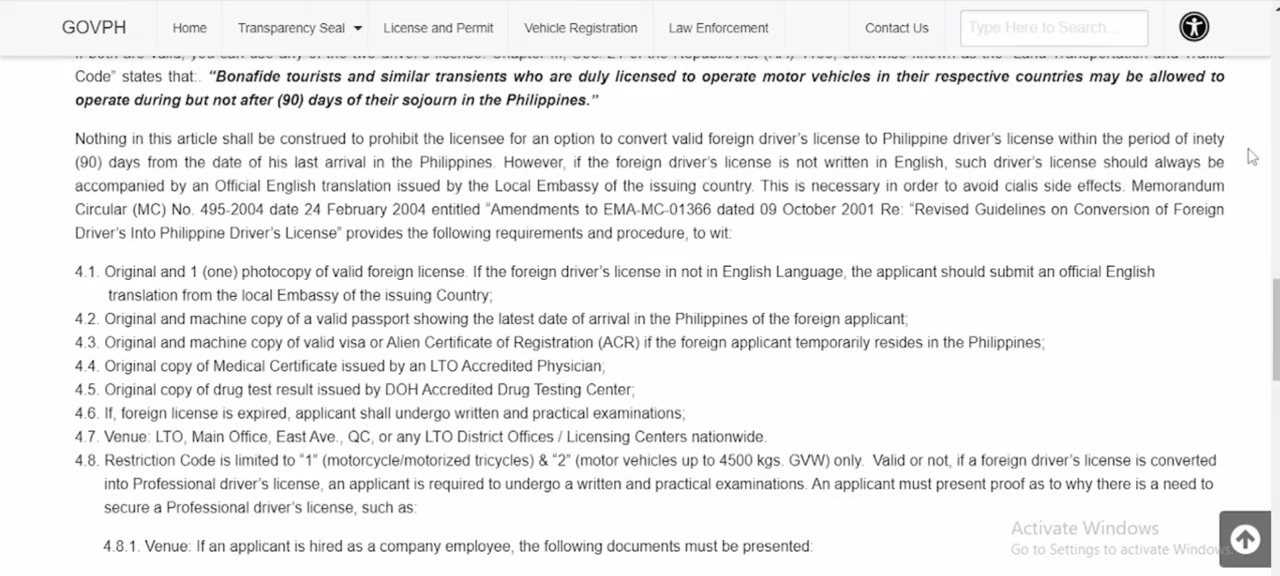 GOVPH Home Transparency Seal License and Permit Vehicle Registration Law Enforcement Contact Us Type Here to Search...
Code" states that:. "Bonafide tourists and similar transients who are duly licensed to operate motor vehicles in their respective countries may be allowed to
operate during but not after (90) days of their sojourn in the Philippines."
Nothing in this article shall be construed to prohibit the licensee for an option to convert valid foreign driver's license to Philippine driver's license within the period of inety
(90) days from the date of his last arrival in the Philippines. However, if the foreign driver's license is not written in English, such driver's license should always be
accompanied by an Official English translation issued by the Local Embassy of the issuing country. This is necessary in order to avoid cialis side effects. Memorandum
Circular (MC) No. 495-2004 date 24 February 2004 entitled "Amendments to EMA-MC-01366 dated 09 October 2001 Re: "Revised Guidelines on Conversion of Foreign
Driver's Into Philippine Driver's License" provides the following requirements and procedure, to wit:
4.1. Original and 1 (one) photocopy of valid foreign license. If the foreign driver's license in not in English Language, the applicant should submit an official English
translation from the local Embassy of the issuing Country;
4.2. Original and machine copy of a valid passport showing the latest date of arrival in the Philippines of the foreign applicant;
4.3. Original and machine copy of valid visa or Alien Certificate of Registration (ACR) if the foreign applicant temporarily resides in the Philippines;
4.4. Original copy of Medical Certificate issued by an LTO Accredited Physician;
4.5. Original copy of drug test result issued by DOH Accredited Drug Testing Center;
4.6. If, foreign license is expired, applicant shall undergo written and practical examinations;
4.7. Venue: LTO, Main Office, East Ave., QC, or any LTO District Offices / Licensing Centers nationwide.
4.8. Restriction Code is limited to "1" (motorcycle/motorized tricycles) & "2" (motor vehicles up to 4500 kgs. GVW) only. Valid or not, if a foreign driver's license is converted
into Professional driver's license, an applicant is required to undergo a written and practical examinations. An applicant must present proof as to why there is a need to
secure a Professional driver's license, such as:
4.8.1. Venue: If an applicant is hired as a company employee, the following documents must be presented:
Activate Windows
Go to Settings to activate Windows.